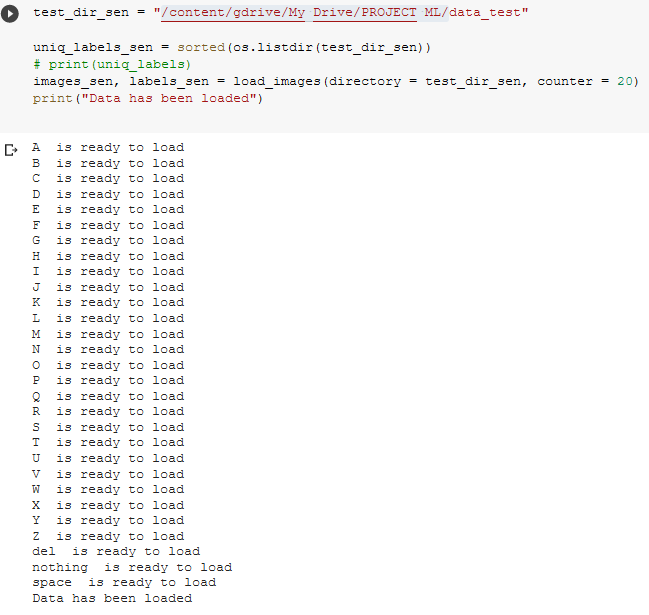 test_dir_sen = "/content/gdrive/My Drive/PROJECT ML/data_test"
uniq_labels_sen = sorted(os.listdir(test_dir_sen))
# print(uniq_labels)
images_sen, labels_sen = load_images(directory = test_dir_sen, counter = 20)
print("Data has been loaded")
A  is ready to load
B  is ready to load
C  is ready to load
D  is ready to load
E  is ready to load
F  is ready to load
G  is ready to load
H  is ready to load
I  is ready to load
J  is ready to load
K  is ready to load
L  is ready to load
M  is ready to load
N  is ready to load
O  is ready to load
P  is ready to load
Q  is ready to load
R  is ready to load
S  is ready to load
T  is ready to load
U  is ready to load
V  is ready to load
W  is ready to load
X  is ready to load
Y  is ready to load
Z  is ready to load
del  is ready to load
nothing  is ready to load
space  is ready to load
Data has been loaded